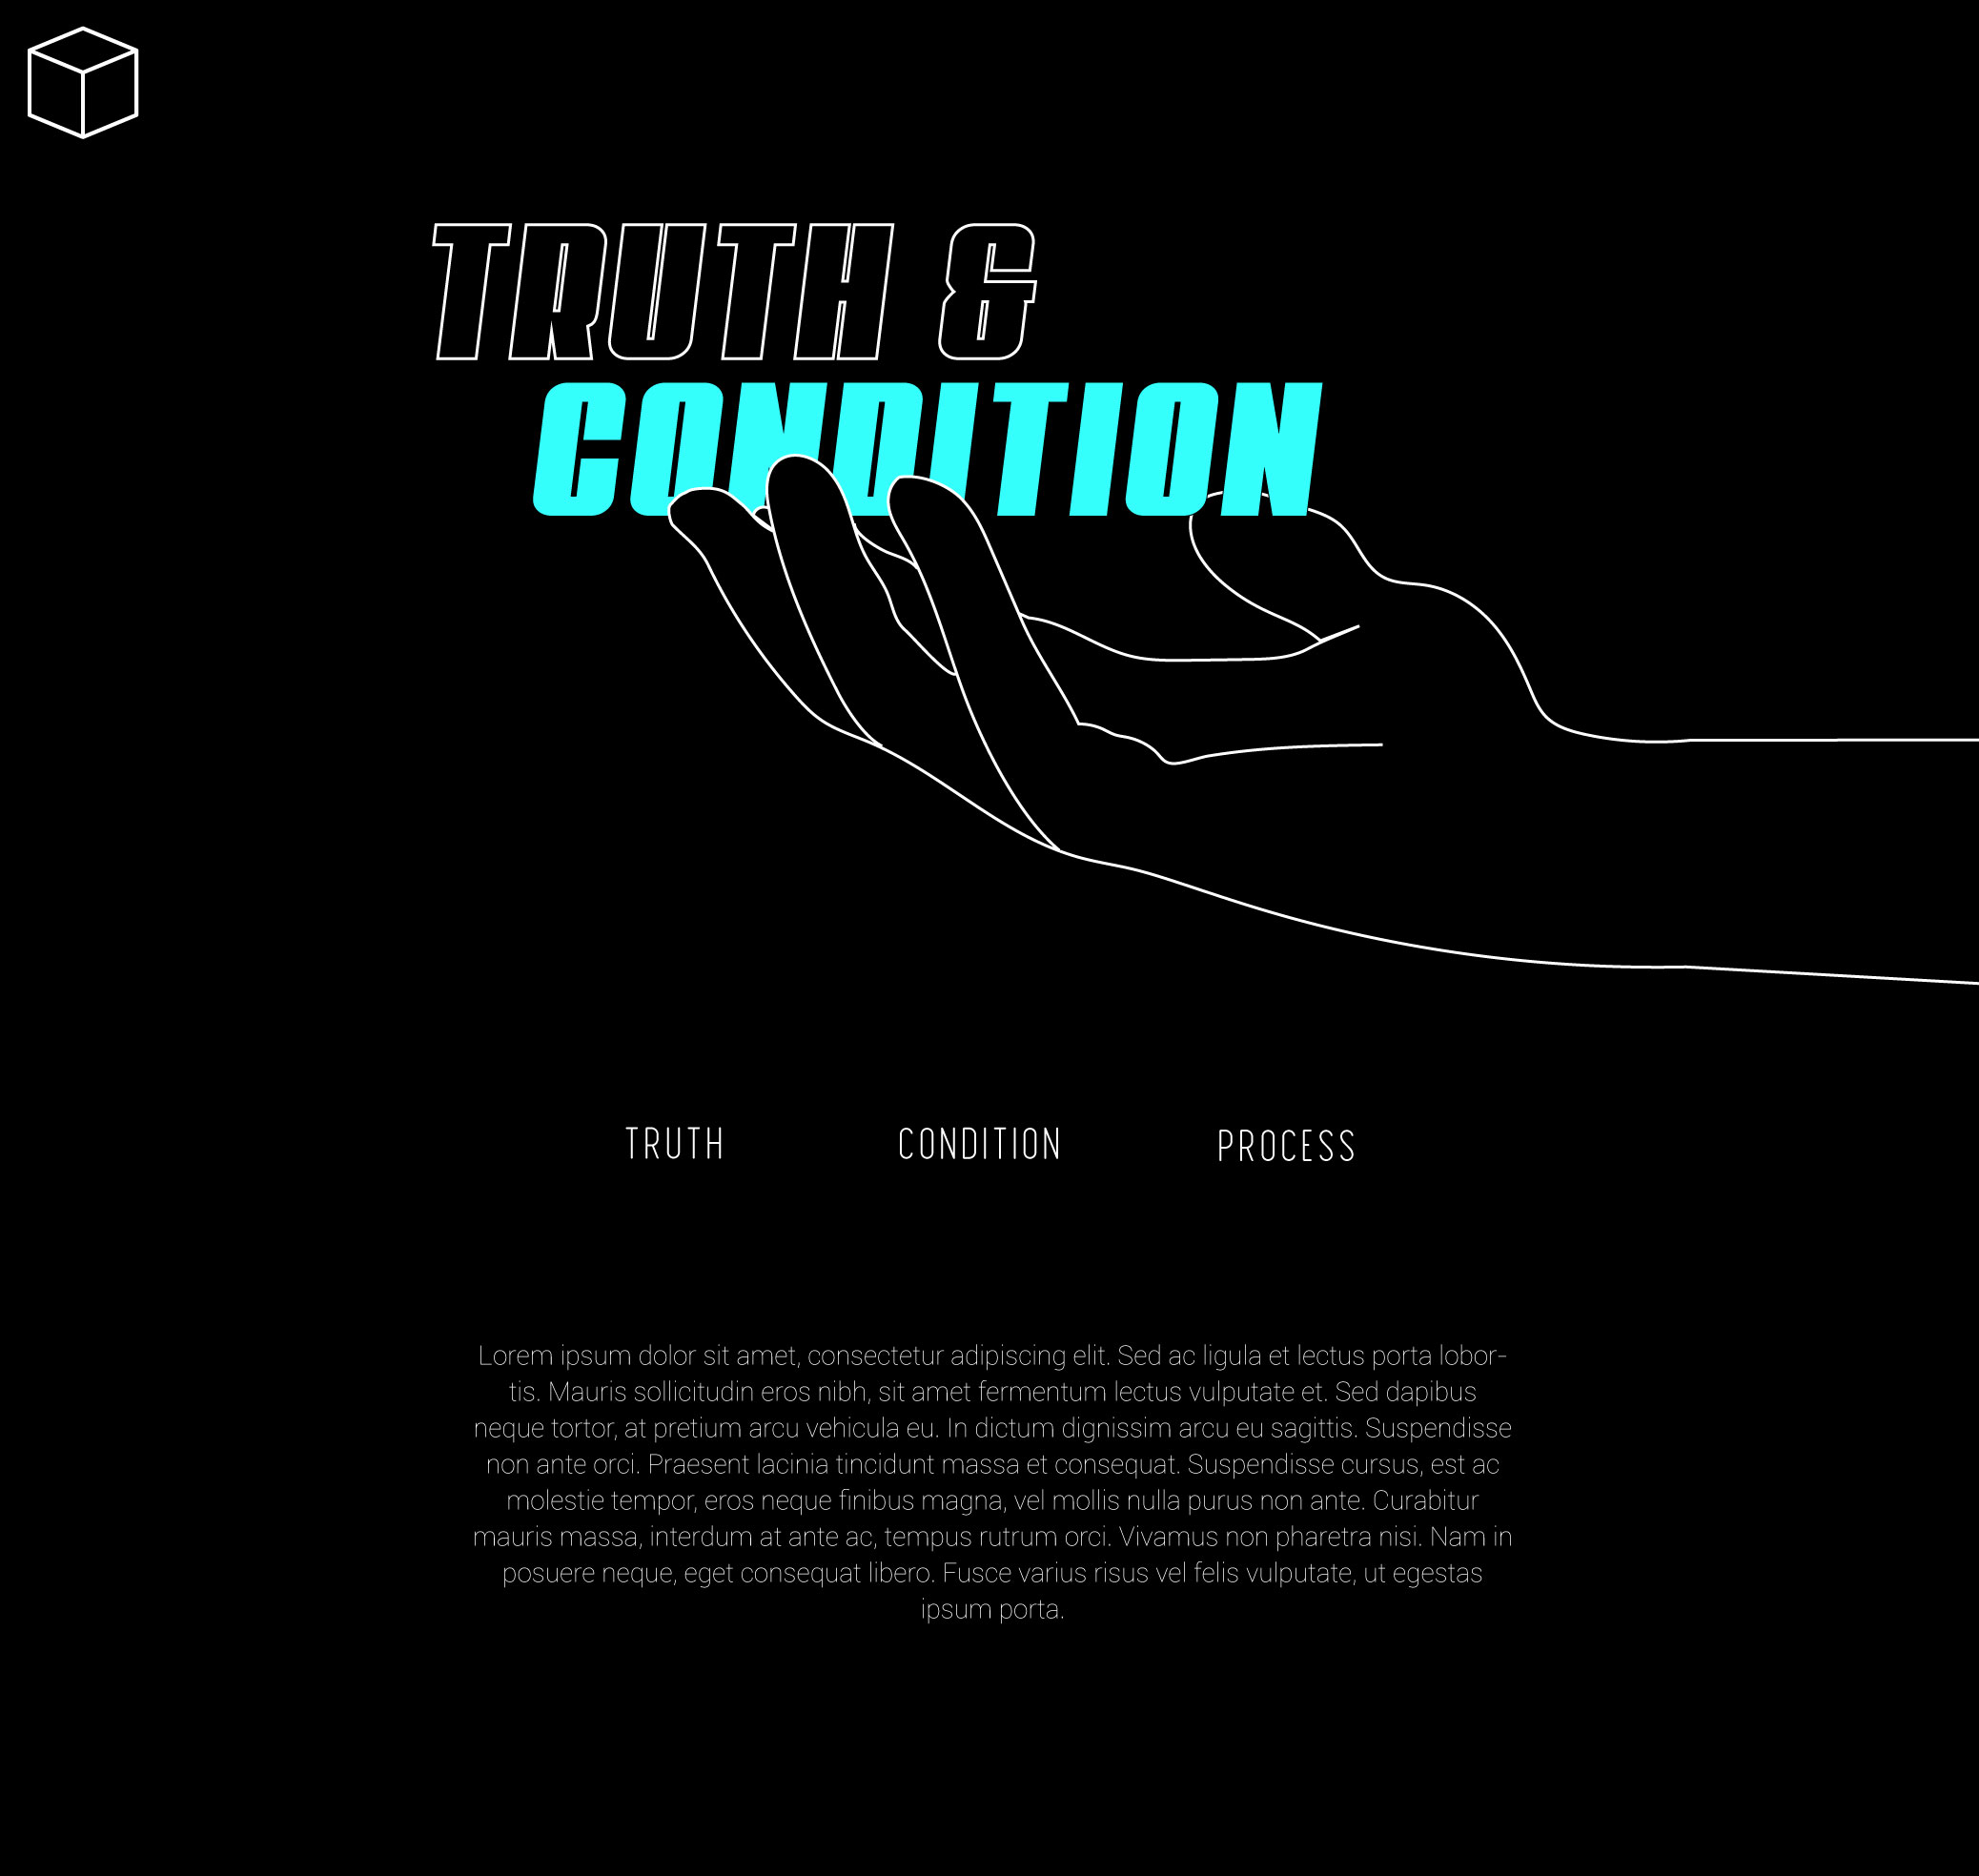 TRUTH &
CONDITION
TRUTH CONDITION PROCESS
Lorem ipsum dolor sit amet, consectetur adipiscing elit. Sed ac ligula et lectus porta lobor-
tis. Mauris sollicitudin eros nibh, sit amet fermentum lectus vulputate et. Sed dapibus
neque tortor, at pretium arcu vehicula eu. In dictum dignissim arcu eu sagittis. Suspendisse
non ante orci. Praesent lacinia tincidunt massa et consequat. Suspendisse cursus, est ac
molestie tempor, eros neque finibus magna, vel mollis nulla purus non ante. Curabitur
mauris massa, interdum at ante ac, tempus rutrum orci. Vivamus non pharetra nisi. Nam in
posuere neque, eget consequat libero. Fusce varius risus vel felis vulputate, ut egestas
ipsum porta.